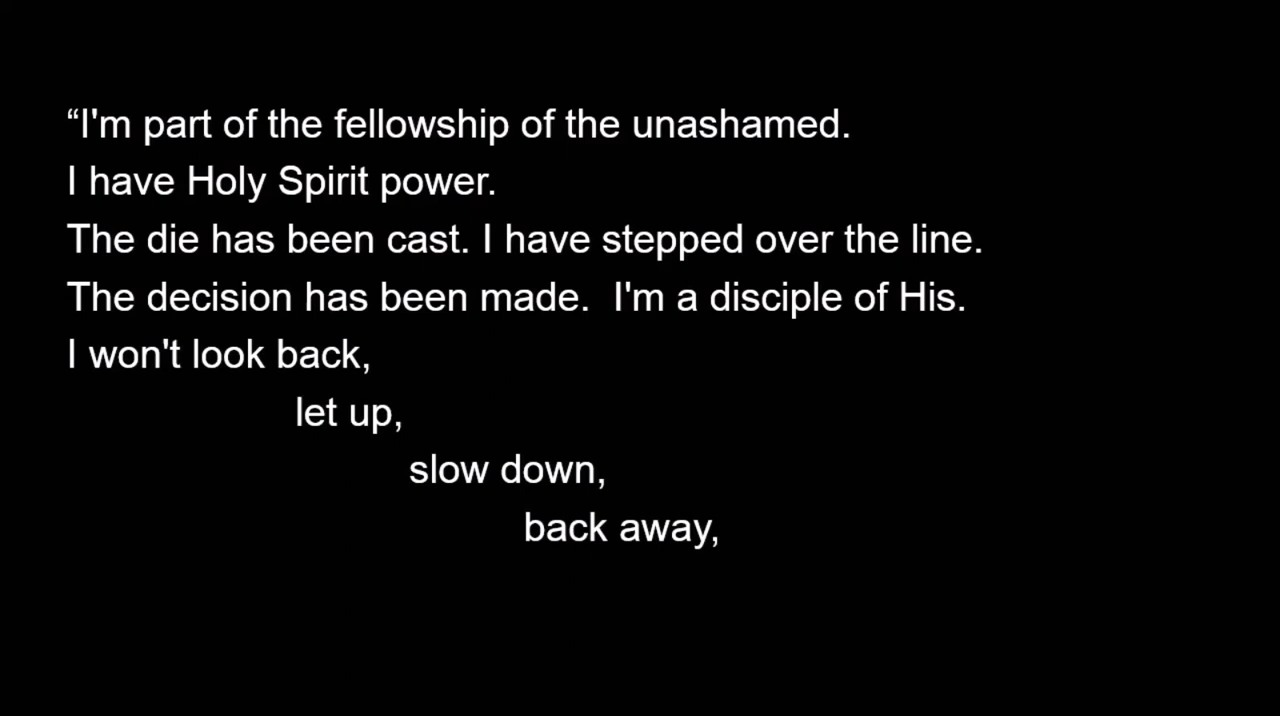 “I'm part of the fellowship of the unashamed.
I have Holy Spirit power.
The die has been cast. I have stepped over the line.
The decision has been made.  I'm a disciple of His.
I won't look back,
let up,
slow down,
back away,